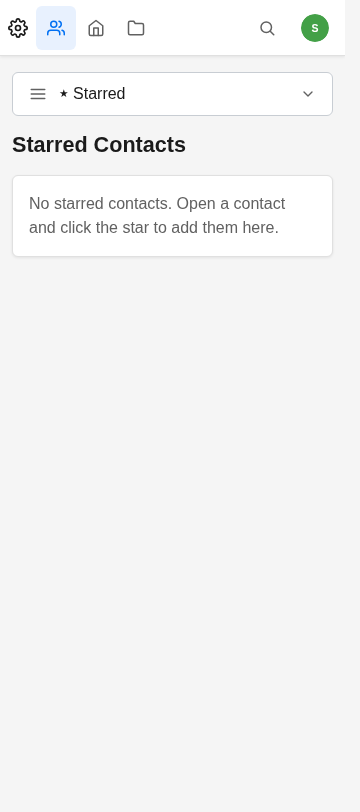 S
★ Starred
Starred Contacts
No starred contacts. Open a contact
and click the star to add them here.